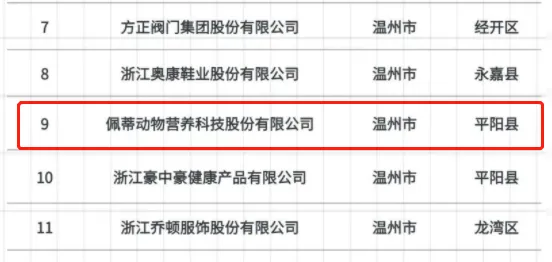 7 方正阀门集团股份有限公司 温州市 经开区
8 浙江奥康鞋业股份有限公司 温州市 永嘉县
9 佩蒂动物营养科技股份有限公司 温州市 平阳县
10 浙江豪中豪健康产品有限公司 温州市 平阳县
11 浙江乔顿服饰股份有限公司 温州市 龙湾区